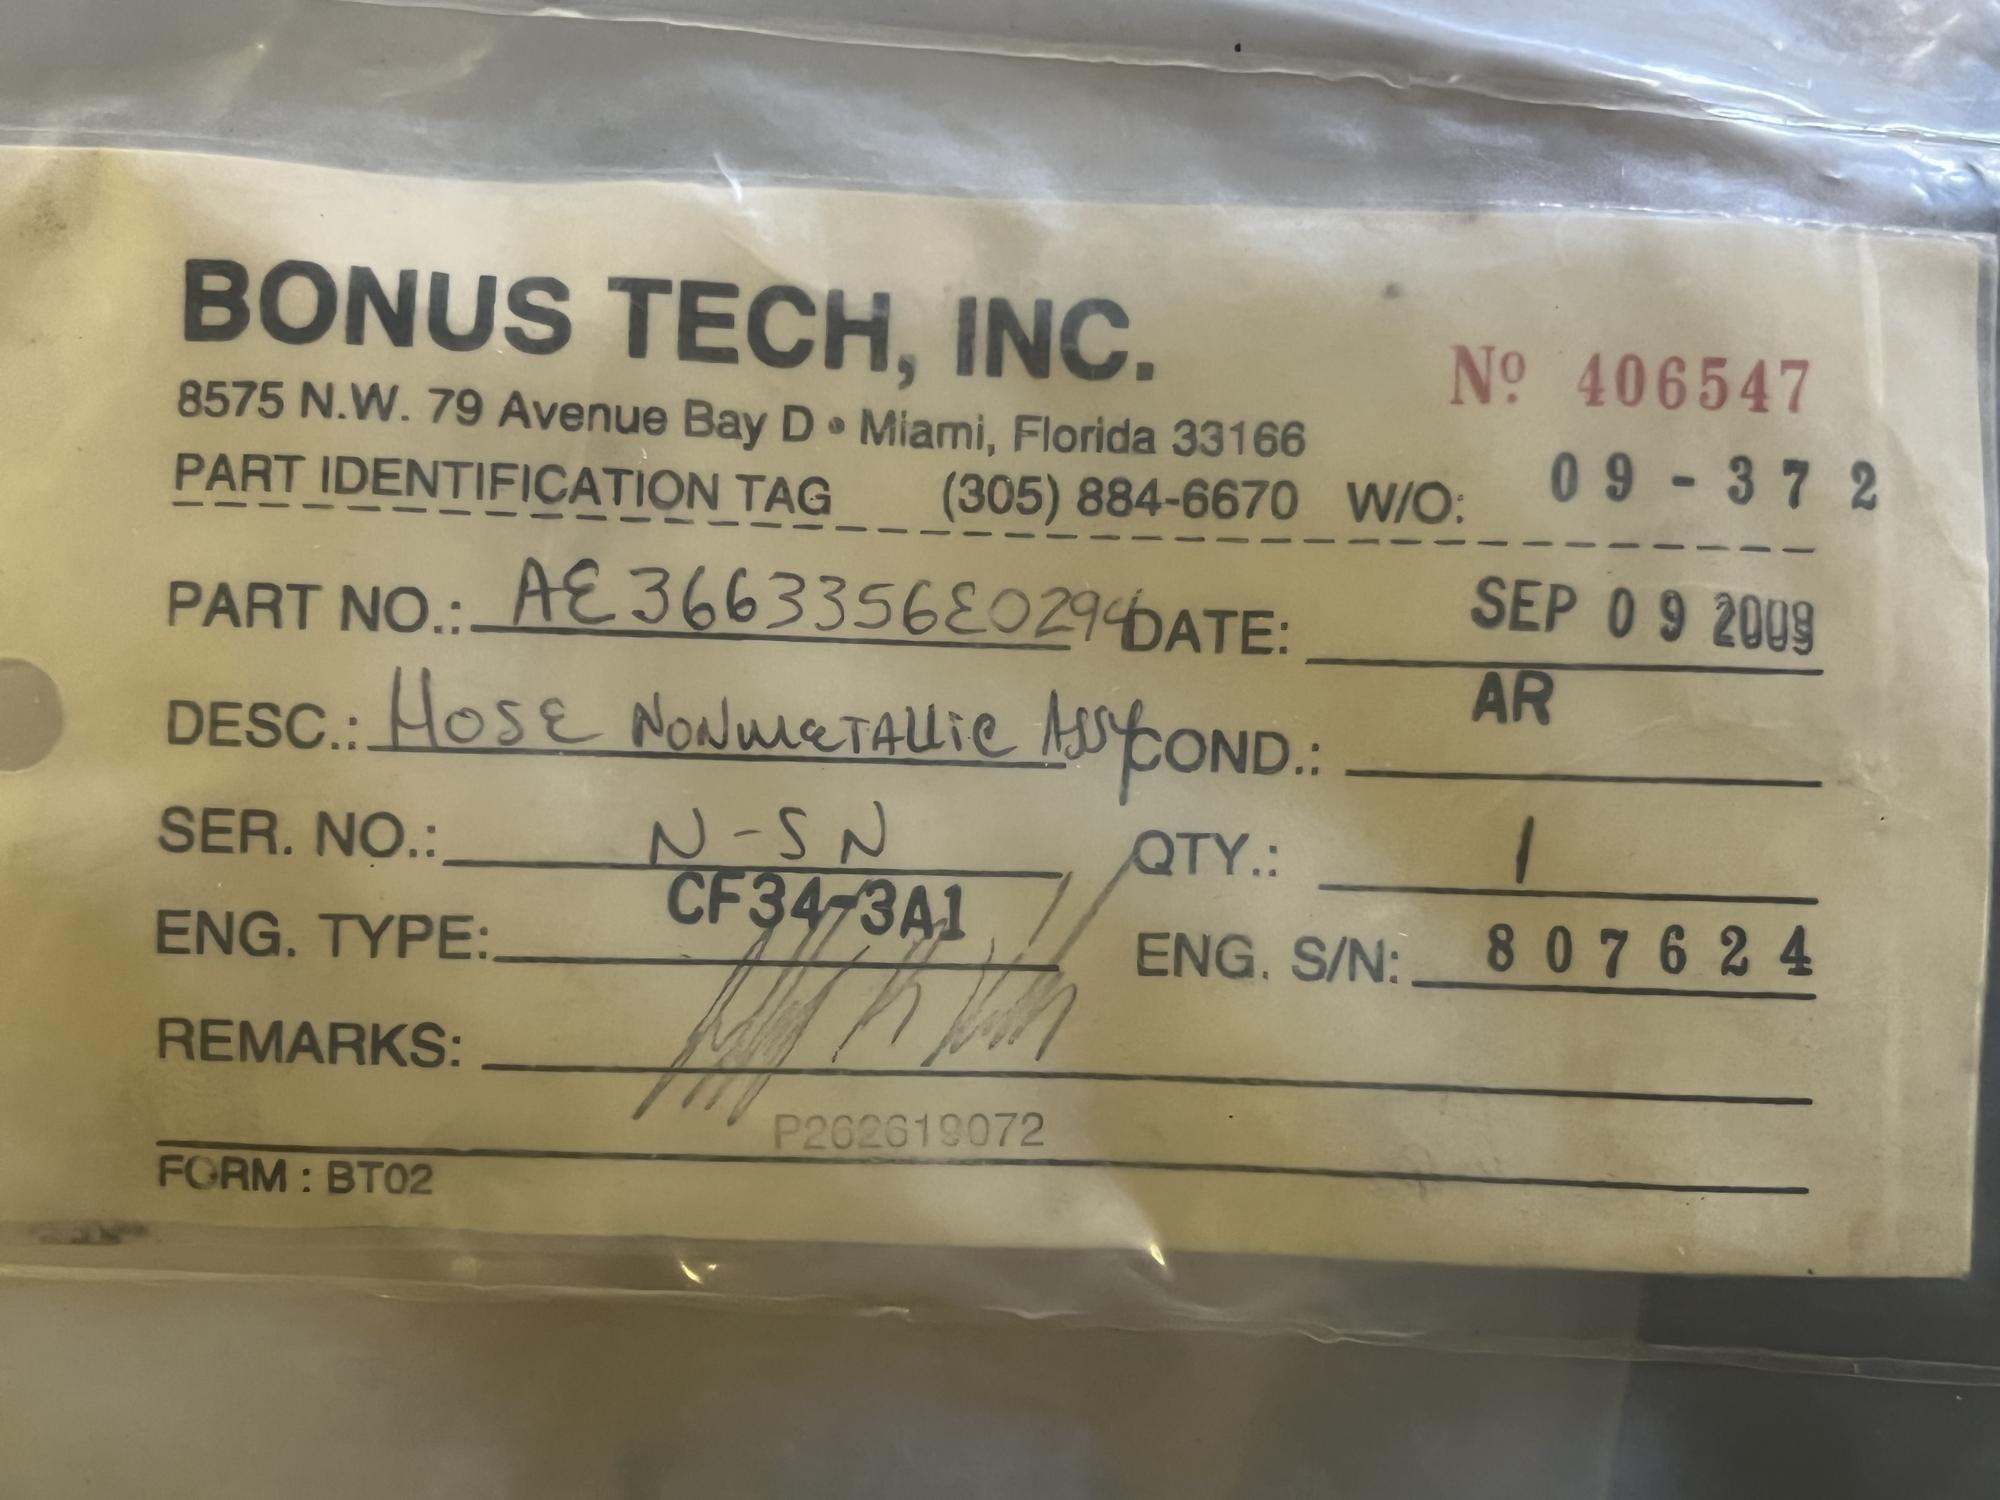 BONUS TECH, INC.
Nº 406547
8575 N.W. 79 Avenue Bay D • Miami, Florida 33166
PART IDENTIFICATION TAG (305) 884-6670 W/O: 09-372
PART NO.: AE3663356E0294 DATE: SEP 09 2009
DESC.: HOSE NONMETALLIC ASSY COND.: AR
SER. NO.: N-SN QTY.: 1
ENG. TYPE: CF34-3A1 ENG. S/N: 807624
REMARKS:
P262619072
FORM : BT02